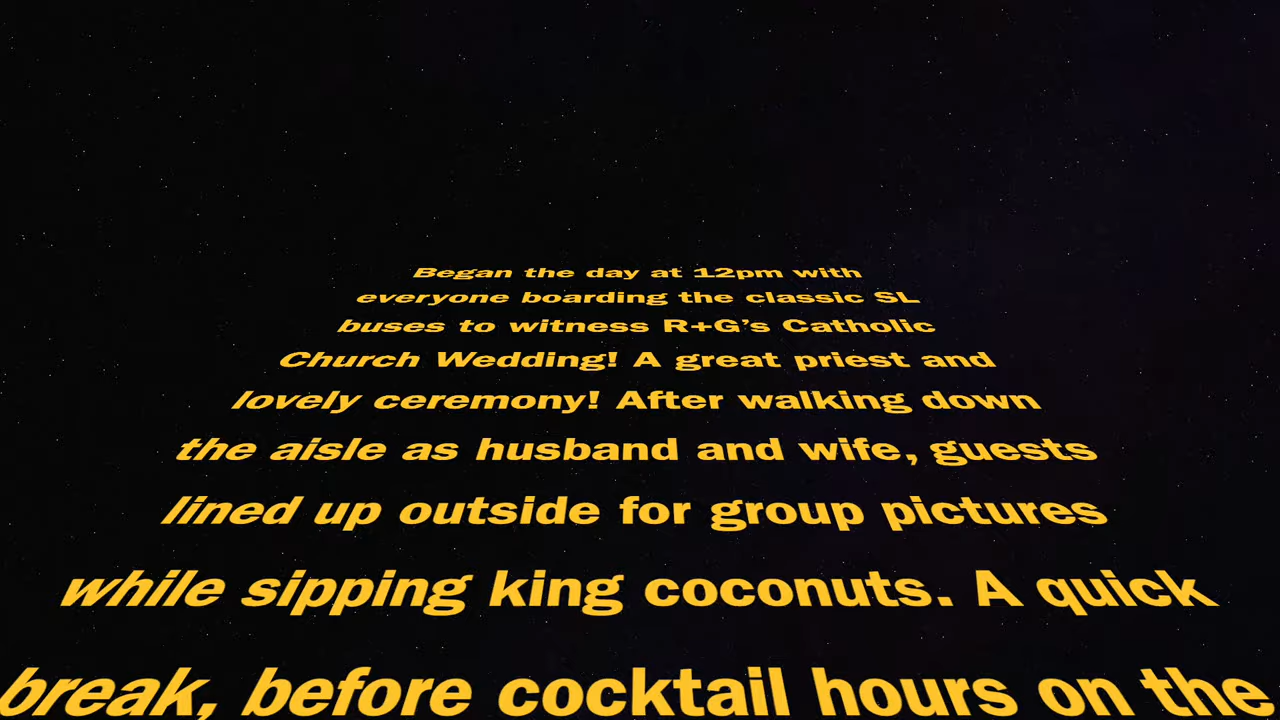 Began the day at 12pm with
everyone boarding the classic SL
buses to witness R+G’s Catholic
Church Wedding! A great priest and
lovely ceremony! After walking down
the aisle as husband and wife, guests
lined up outside for group pictures
while sipping king coconuts. A quick
break, before cocktail hours on the